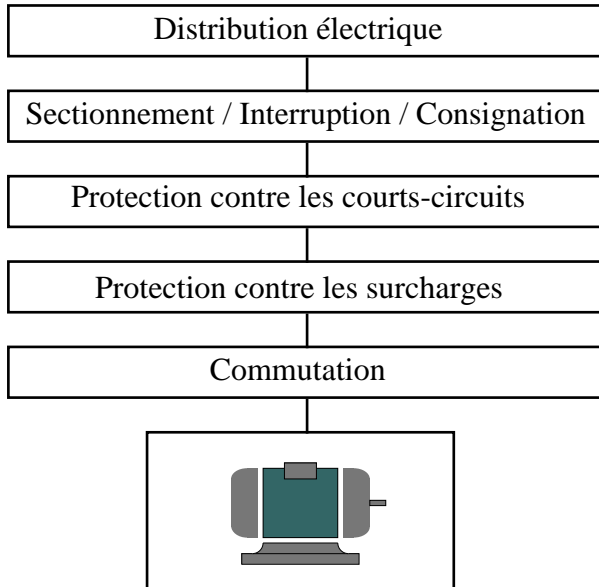 Distribution électrique
Sectionnement / Interruption / Consignation
Protection contre les courts-circuits
Protection contre les surcharges
Commutation